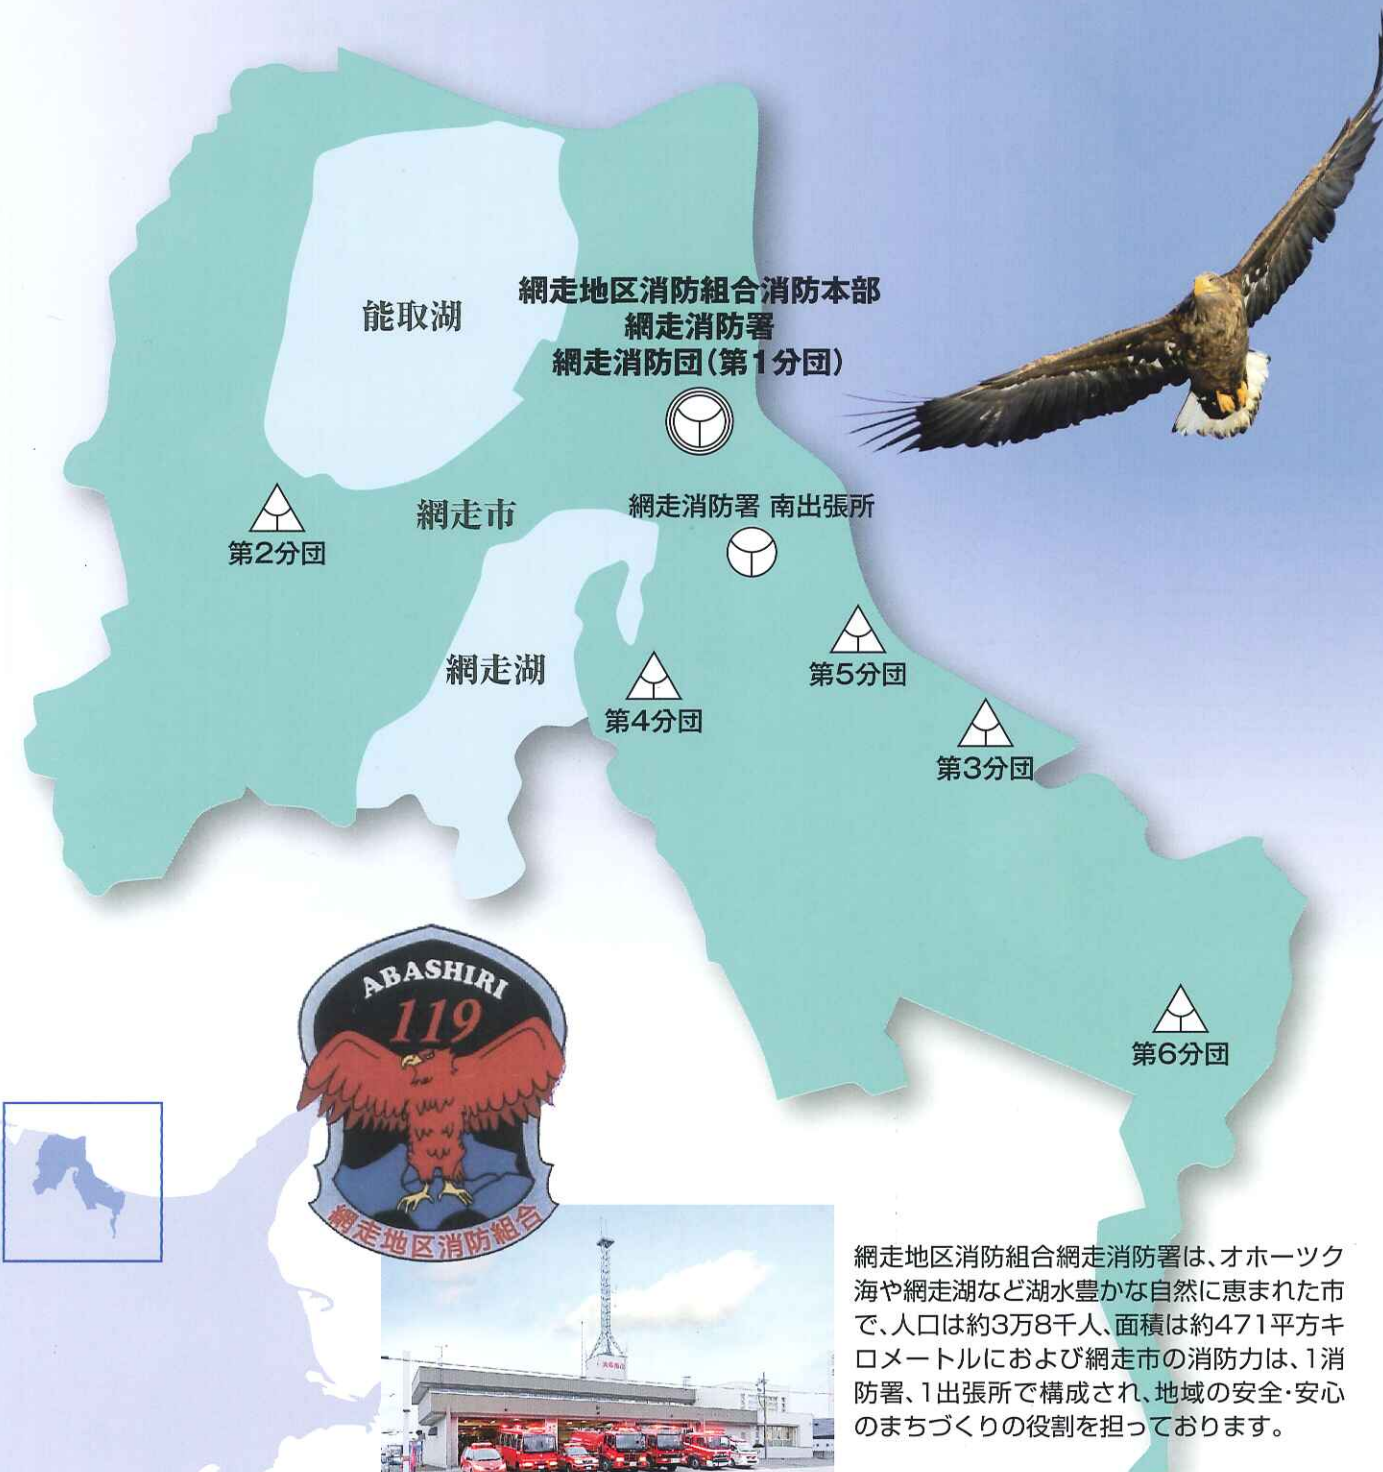 能取湖
網走地区消防組合消防本部
網走消防署
網走消防団(第1分団)
網走市
網走消防署 南出張所
第2分団
網走湖
第5分団
第4分団
第3分団
第6分団
ABASHIRI
119
網走地区消防組合
網走地区消防組合網走消防署は、オホーツク
海や網走湖など湖水豊かな自然に恵まれた市
で、人口は約3万8千人、面積は約471平方キ
ロメートルにおよび網走市の消防力は、1消
防署、1出張所で構成され、地域の安全・安心
のまちづくりの役割を担っております。